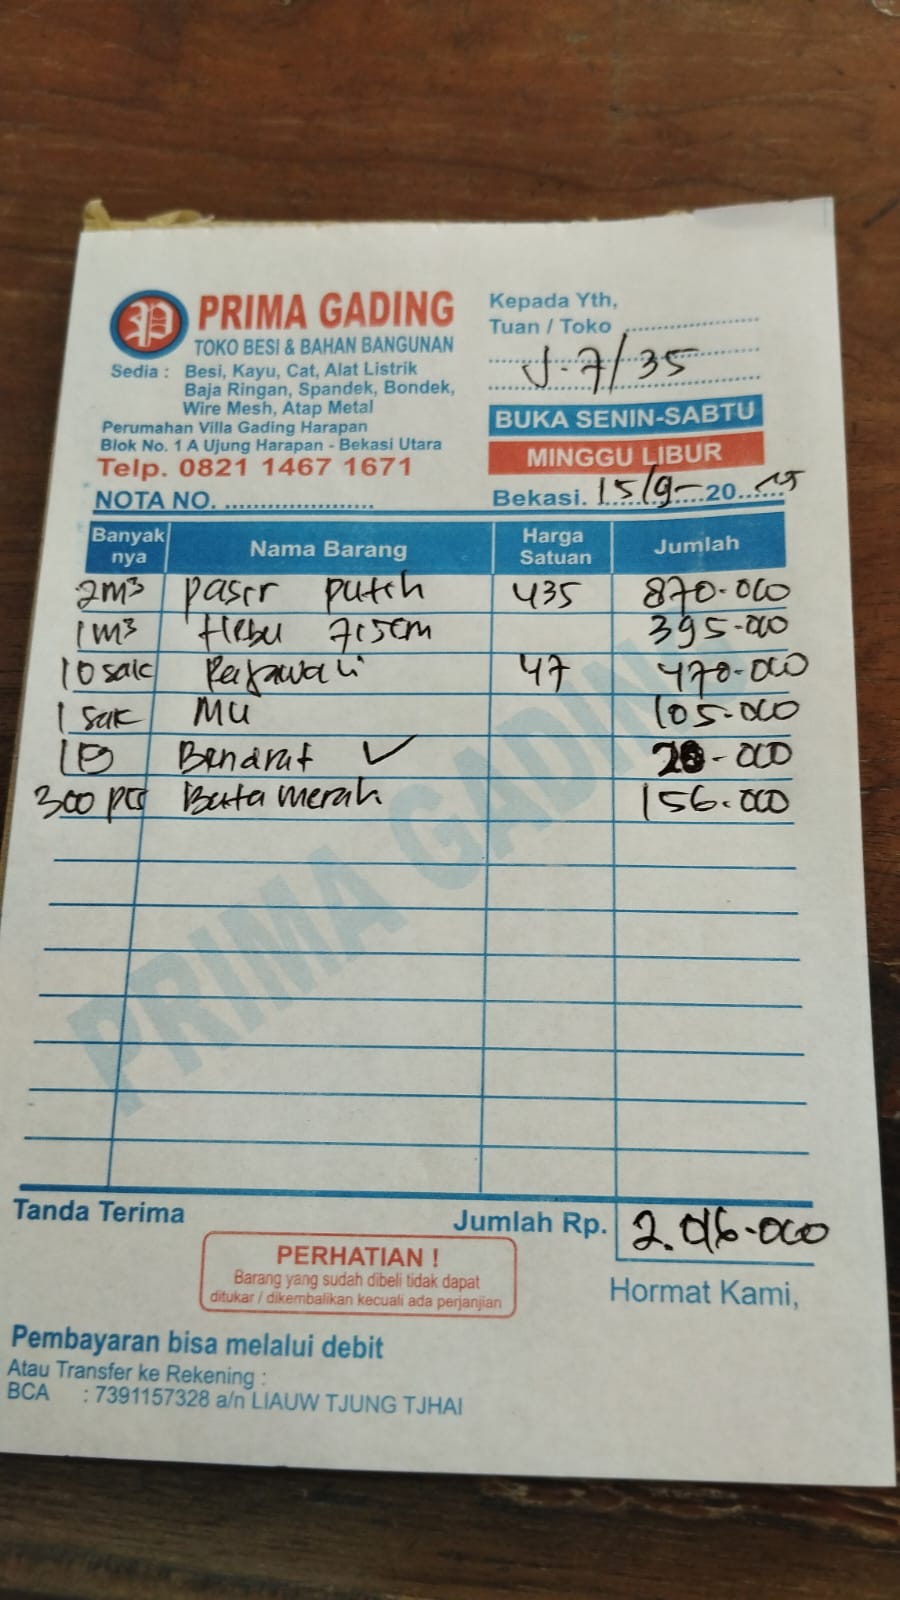 PRIMA GADING
TOKO BESI & BAHAN BANGUNAN
Sedia : Besi, Kayu, Cat, Alat Listrik
Baja Ringan, Spandek, Bondek,
Wire Mesh, Atap Metal
Perumahan Villa Gading Harapan
Blok No. 1 A Ujung Harapan - Bekasi Utara
Telp. 0821 1467 1671
NOTA NO. ....................
Kepada Yth,
Tuan / Toko ....................
J.7/35
BUKA SENIN-SABTU
MINGGU LIBUR
Bekasi. 15/9- 20
Banyak nya Nama Barang Harga Satuan Jumlah
2m³ pasir putih 435 870.000
1m³ 395.000
10 sak Rajawali 47 470.000
1 sak MU 105.000
Bendrat ✓ 20-000
300 pcs Bata merah 156.000
PRIMA GADING
Tanda Terima
Jumlah Rp. 2.016.000
PERHATIAN !
Barang yang sudah dibeli tidak dapat
ditukar / dikembalikan kecuali ada perjanjian
Hormat Kami,
Pembayaran bisa melalui debit
Atau Transfer ke Rekening :
BCA : 7391157328 a/n LIAUW TJUNG TJHAI